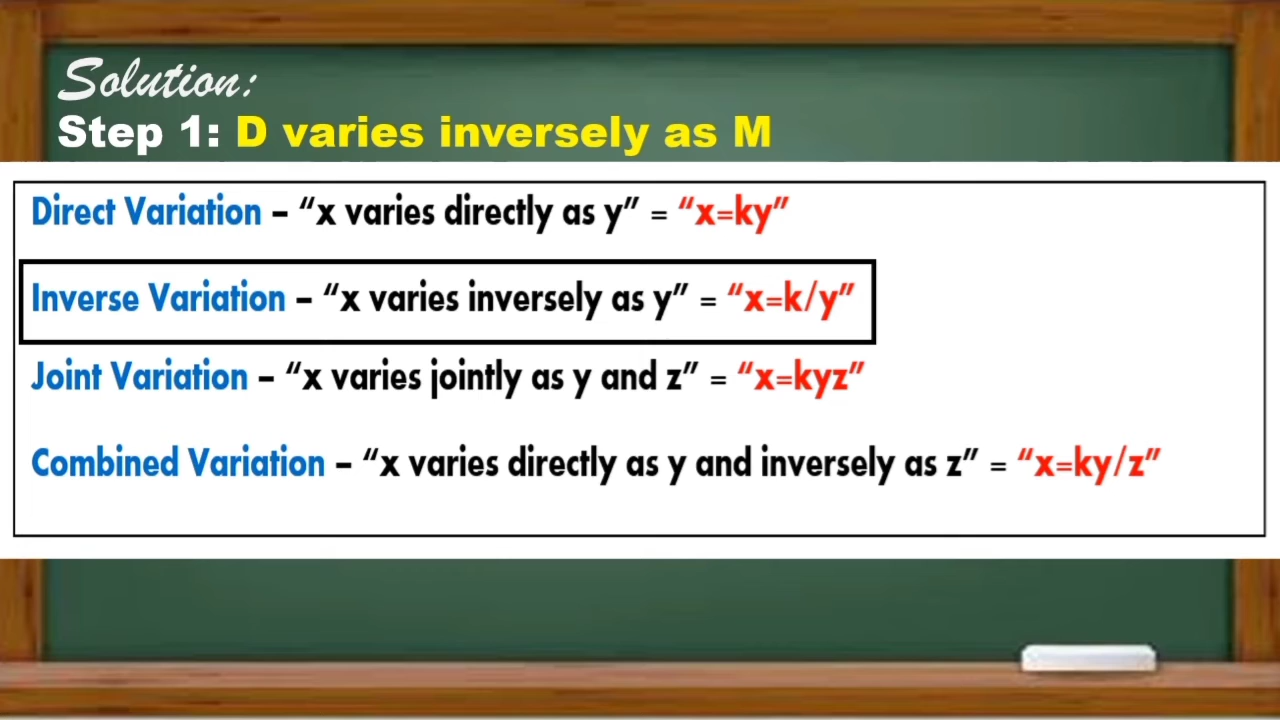 Solution:
Step 1: D varies inversely as M
Direct Variation – “x varies directly as y” = “x=ky”
Inverse Variation – “x varies inversely as y” = “x=k/y”
Joint Variation – “x varies jointly as y and z” = “x=kyz”
Combined Variation – “x varies directly as y and inversely as z” = “x=ky/z”